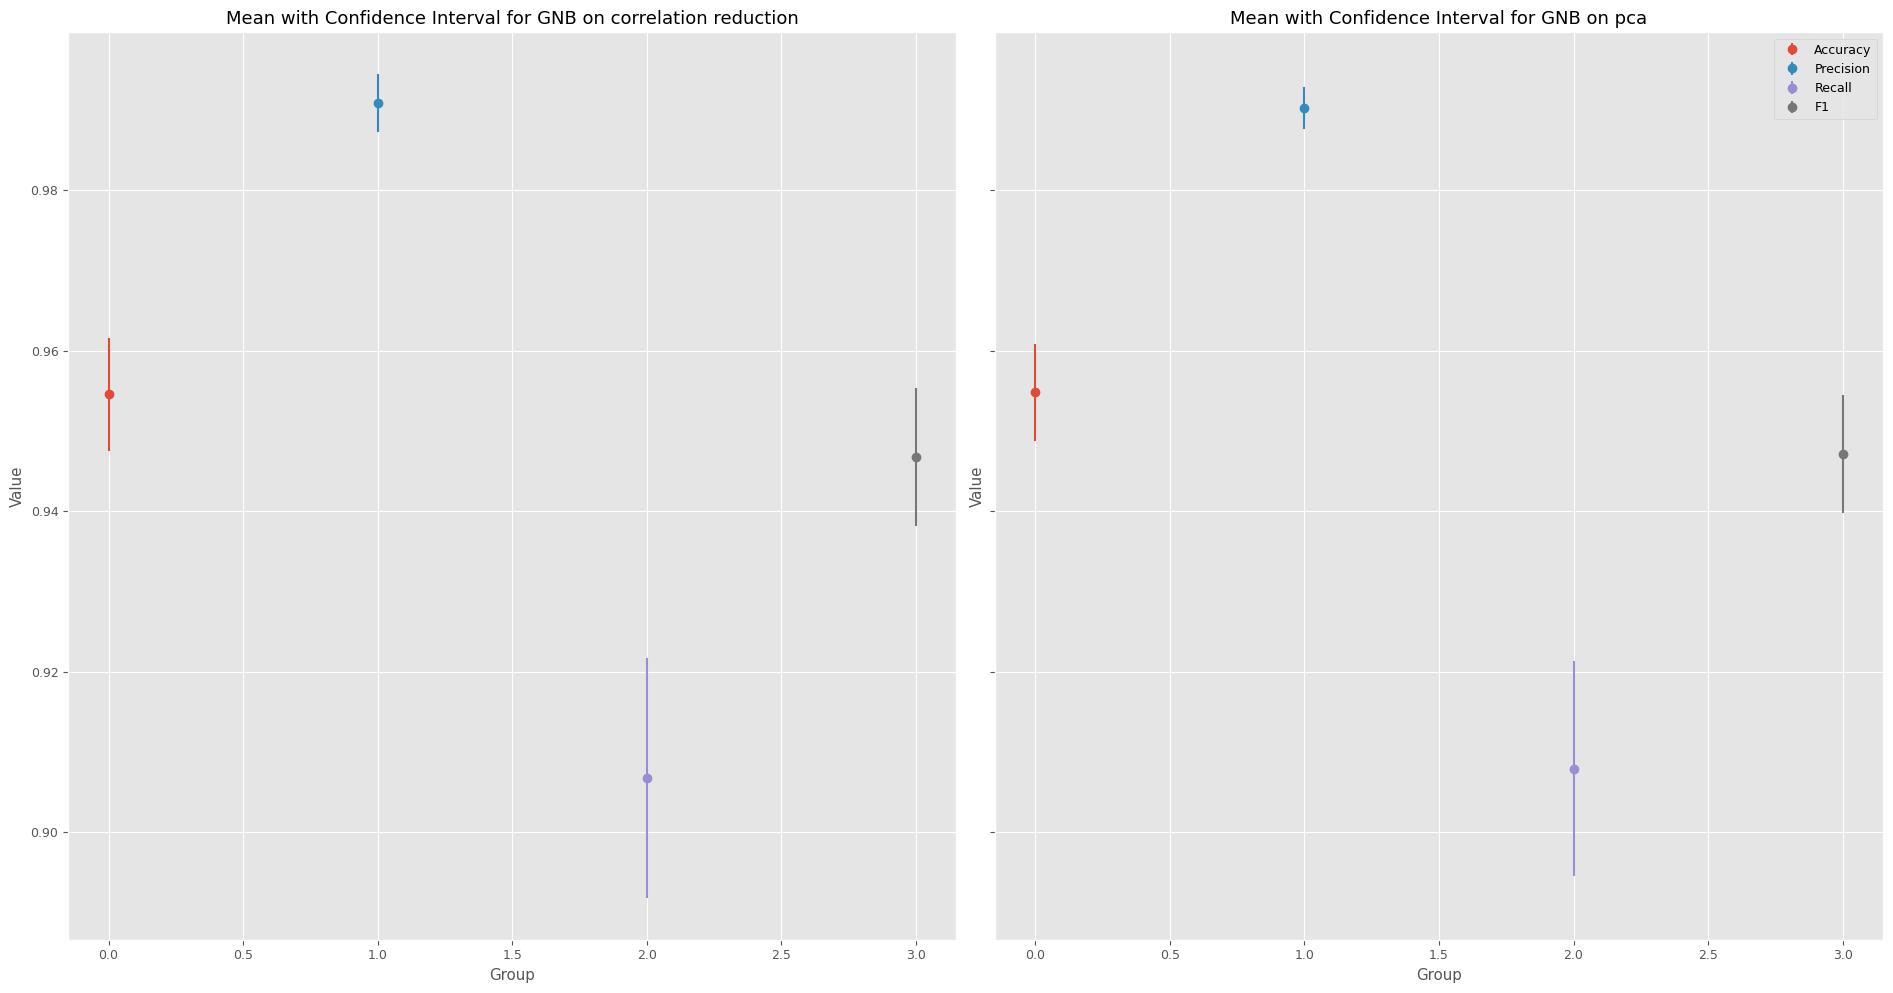 Mean with Confidence Interval for GNB on correlation reduction
Value
0.98
0.96
0.94
0.92
0.90
0.0 0.5 1.0 1.5 2.0 2.5 3.0
Group
Mean with Confidence Interval for GNB on pca
Accuracy
Precision
Recall
F1
Value
0.0 0.5 1.0 1.5 2.0 2.5 3.0
Group